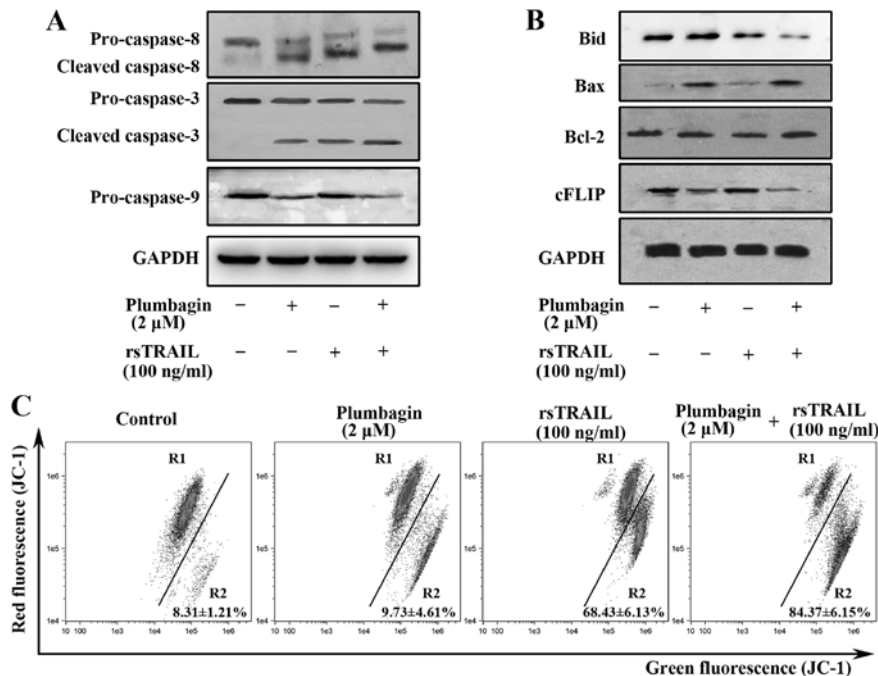 A
Pro-caspase-8
Cleaved caspase-8
Pro-caspase-3
Cleaved caspase-3
Pro-caspase-9
GAPDH
Plumbagin (2 μM) − + − +
rsTRAIL (100 ng/ml) − − + +
B
Bid
Bax
Bcl-2
cFLIP
GAPDH
Plumbagin (2 μM) − + − +
rsTRAIL (100 ng/ml) − − + +
C
Red fluorescence (JC-1)
Control
R1
R2
8.31±1.21%
1e6
1e5
1e4
10 100 1e3 1e4 1e5 1e6
Plumbagin
(2 μM)
R1
R2
9.73±4.61%
1e6
1e5
1e4
10 100 1e3 1e4 1e5 1e6
rsTRAIL
(100 ng/ml)
R1
R2
68.43±6.13%
1e6
1e5
1e4
10 100 1e3 1e4 1e5 1e6
Plumbagin + rsTRAIL
(2 μM) (100 ng/ml)
R1
R2
84.37±6.15%
1e6
1e5
1e4
10 100 1e3 1e4 1e5 1e6
Green fluorescence (JC-1)